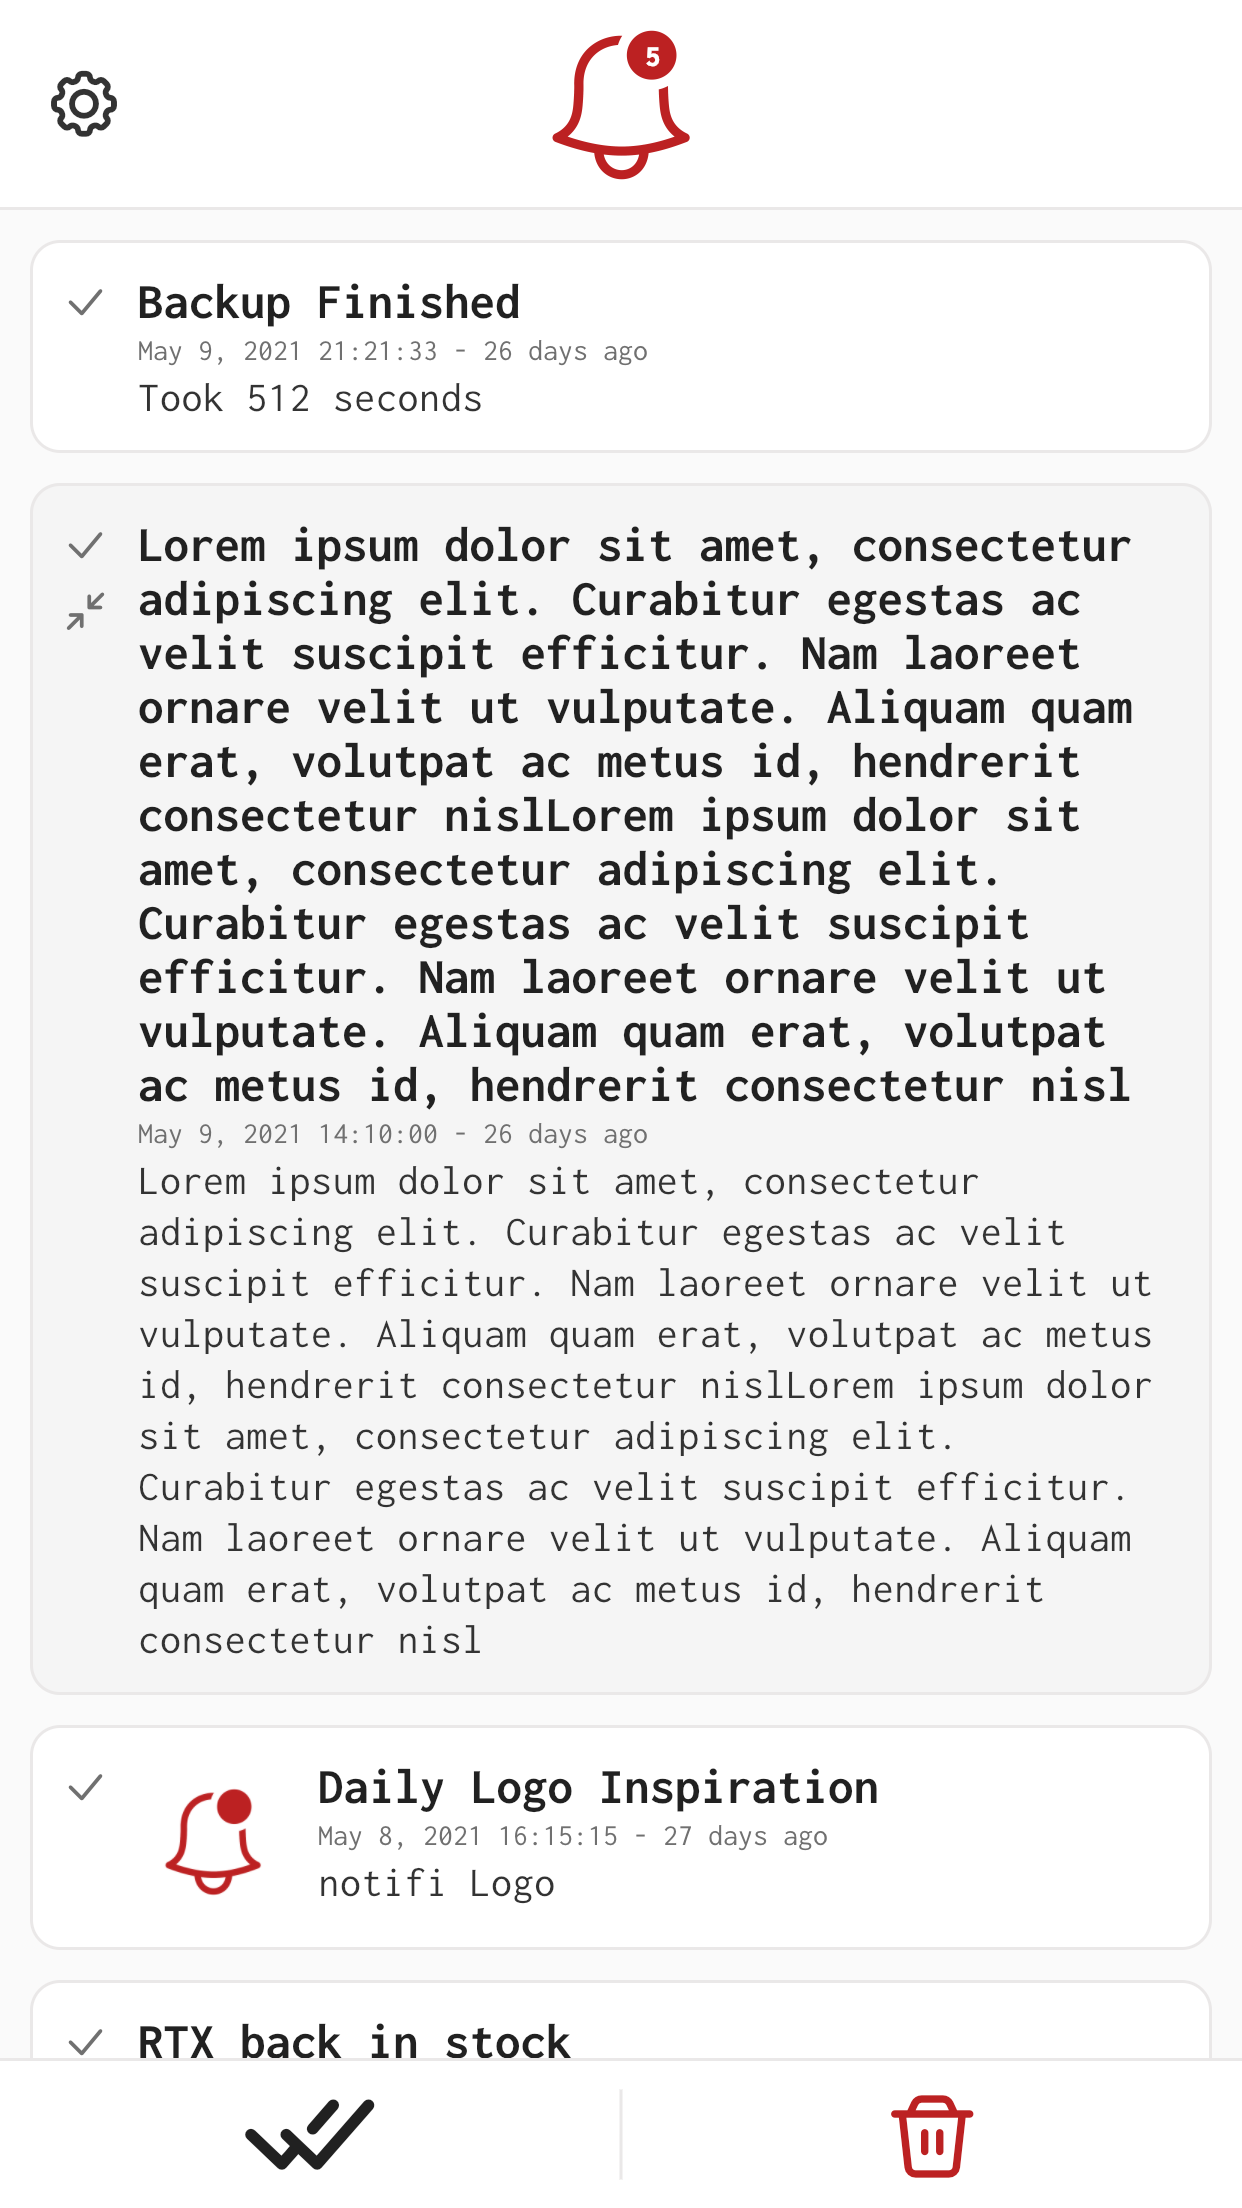 5
Backup Finished
May 9, 2021 21:21:33 - 26 days ago
Took 512 seconds
Lorem ipsum dolor sit amet, consectetur
adipiscing elit. Curabitur egestas ac
velit suscipit efficitur. Nam laoreet
ornare velit ut vulputate. Aliquam quam
erat, volutpat ac metus id, hendrerit
consectetur nislLorem ipsum dolor sit
amet, consectetur adipiscing elit.
Curabitur egestas ac velit suscipit
efficitur. Nam laoreet ornare velit ut
vulputate. Aliquam quam erat, volutpat
ac metus id, hendrerit consectetur nisl
May 9, 2021 14:10:00 - 26 days ago
Lorem ipsum dolor sit amet, consectetur
adipiscing elit. Curabitur egestas ac velit
suscipit efficitur. Nam laoreet ornare velit ut
vulputate. Aliquam quam erat, volutpat ac metus
id, hendrerit consectetur nislLorem ipsum dolor
sit amet, consectetur adipiscing elit.
Curabitur egestas ac velit suscipit efficitur.
Nam laoreet ornare velit ut vulputate. Aliquam
quam erat, volutpat ac metus id, hendrerit
consectetur nisl
Daily Logo Inspiration
May 8, 2021 16:15:15 - 27 days ago
notifi Logo
RTX back in stock